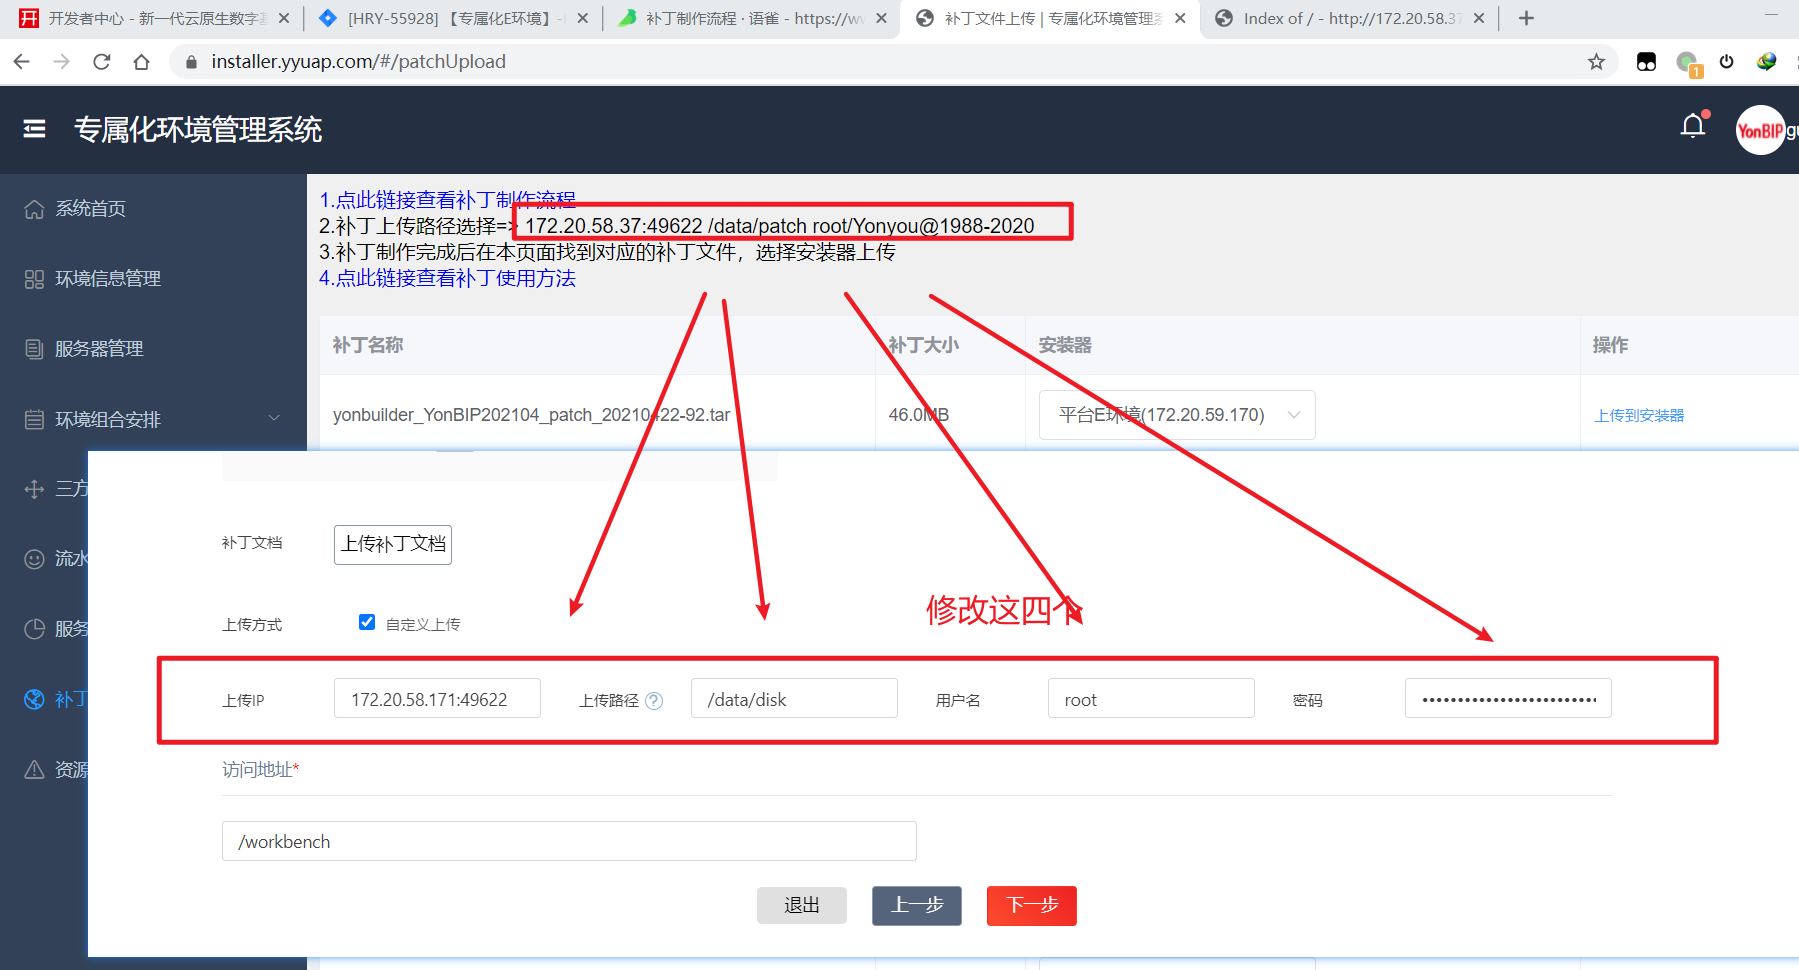 开发者中心 - 新一代云原生数字基
[HRY-55928] 【专属化E环境】-
补丁制作流程 · 语雀 - https://ww
补丁文件上传 | 专属化环境管理系
Index of / - http://172.20.58.37
installer.yyuap.com/#/patchUpload
1
专属化环境管理系统
YonBIP
gu
系统首页
环境信息管理
服务器管理
环境组合安排
三方
流水
服务
补丁
资源
1.点此链接查看补丁制作流程
2.补丁上传路径选择=> 172.20.58.37:49622 /data/patch root/Yonyou@1988-2020
3.补丁制作完成后在本页面找到对应的补丁文件，选择安装器上传
4.点此链接查看补丁使用方法
补丁名称 补丁大小 安装器 操作
yonbuilder_YonBIP202104_patch_20210422-92.tar 46.0MB 平台E环境(172.20.59.170) 上传到安装器
补丁文档 上传补丁文档
上传方式 自定义上传
修改这四个
上传IP 172.20.58.171:49622 上传路径 ? /data/disk 用户名 root 密码 ••••••••••••••••••••••••
访问地址*
/workbench
退出 上一步 下一步